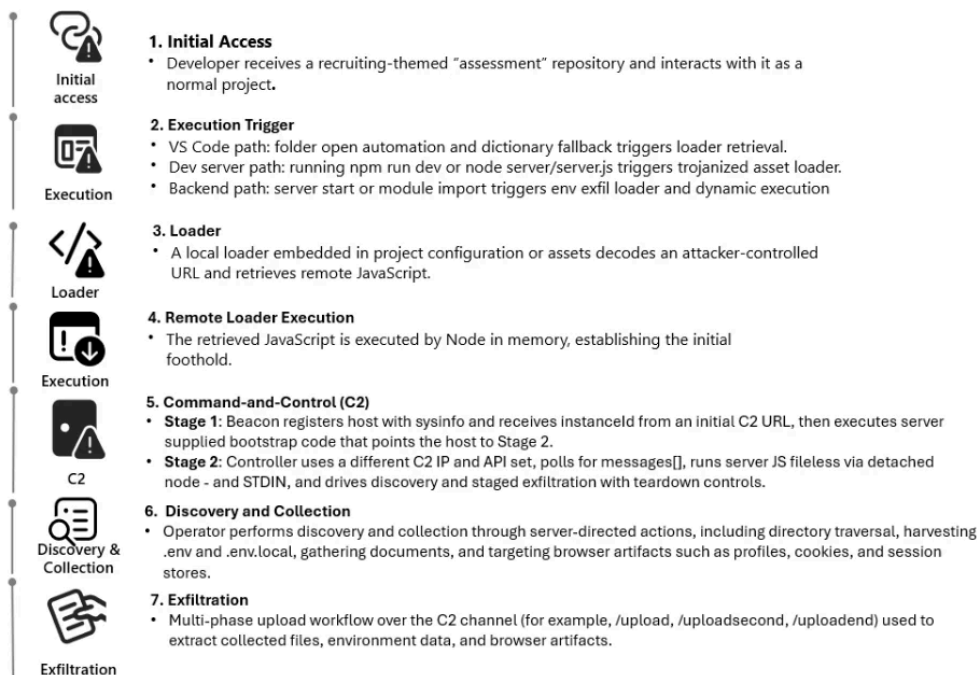 Initial
access
1. Initial Access
• Developer receives a recruiting-themed “assessment” repository and interacts with it as a
normal project.
Execution
2. Execution Trigger
• VS Code path: folder open automation and dictionary fallback triggers loader retrieval.
• Dev server path: running npm run dev or node server/server.js triggers trojanized asset loader.
• Backend path: server start or module import triggers env exfil loader and dynamic execution
Loader
3. Loader
• A local loader embedded in project configuration or assets decodes an attacker-controlled
URL and retrieves remote JavaScript.
Execution
4. Remote Loader Execution
• The retrieved JavaScript is executed by Node in memory, establishing the initial
foothold.
C2
5. Command-and-Control (C2)
• Stage 1: Beacon registers host with sysinfo and receives instanceId from an initial C2 URL, then executes server
supplied bootstrap code that points the host to Stage 2.
• Stage 2: Controller uses a different C2 IP and API set, polls for messages[], runs server JS fileless via detached
node - and STDIN, and drives discovery and staged exfiltration with teardown controls.
Discovery &
Collection
6. Discovery and Collection
• Operator performs discovery and collection through server-directed actions, including directory traversal, harvesting
.env and .env.local, gathering documents, and targeting browser artifacts such as profiles, cookies, and session
stores.
Exfiltration
7. Exfiltration
• Multi-phase upload workflow over the C2 channel (for example, /upload, /uploadsecond, /uploadend) used to
extract collected files, environment data, and browser artifacts.